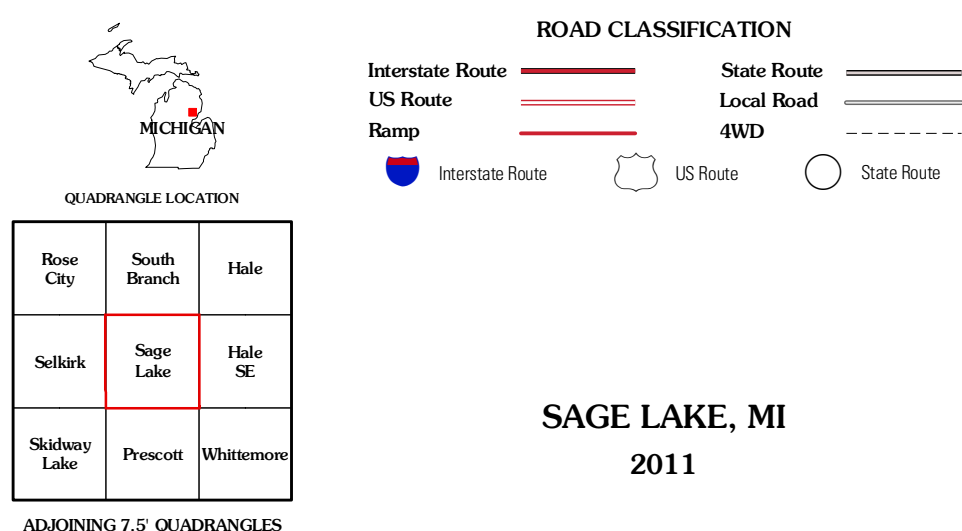 MICHIGAN
QUADRANGLE LOCATION
Rose
City
South
Branch
Hale
Selkirk
Sage
Lake
Hale
SE
Skidway
Lake
Prescott
Whittemore
ADJOINING 7.5' QUADRANGLES
ROAD CLASSIFICATION
Interstate Route
State Route
US Route
Local Road
Ramp
4WD
Interstate Route
US Route
State Route
SAGE LAKE, MI
2011